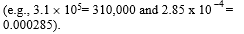 (e.g., 3.1 × 10⁵= 310,000 and 2.85 x 10⁻⁴=
0.000285).